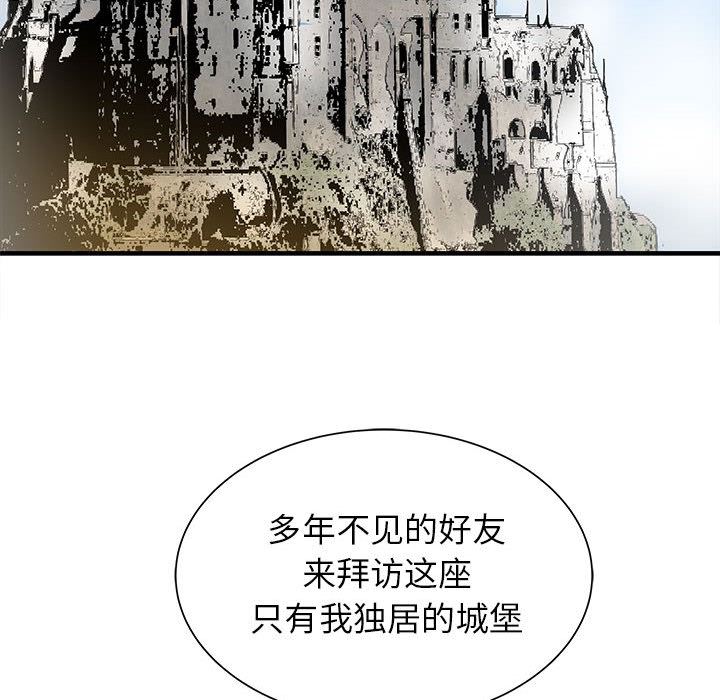 多年不见的好友
来拜访这座
只有我独居的城堡